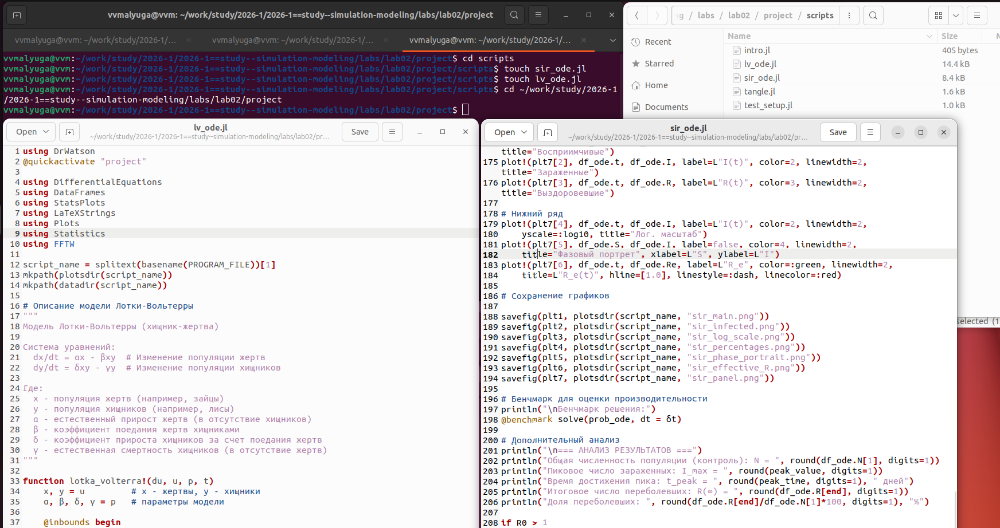 vvmalyuga@vvm: ~/work/study/2026-1/2026-1==study--simulation-modeling/labs/lab02/project
vvmalyuga@vvm: ~/work/study/2026-1/... ×
vvmalyuga@vvm: ~/work/study/2026-1/... ×
vvmalyuga@vvm: ~/work/study/2026-1/... ×
vvmalyuga@vvm:~/work/study/2026-1/2026-1==study--simulation-modeling/labs/lab02/project$ cd scripts
vvmalyuga@vvm:~/work/study/2026-1/2026-1==study--simulation-modeling/labs/lab02/project/scripts$ touch sir_ode.jl
vvmalyuga@vvm:~/work/study/2026-1/2026-1==study--simulation-modeling/labs/lab02/project/scripts$ touch lv_ode.jl
vvmalyuga@vvm:~/work/study/2026-1/2026-1==study--simulation-modeling/labs/lab02/project/scripts$ cd ~/work/study/2026-1
/2026-1==study--simulation-modeling/labs/lab02/project
vvmalyuga@vvm:~/work/study/2026-1/2026-1==study--simulation-modeling/labs/lab02/project$
g / labs / lab02 / project / scripts
Recent
Starred
Home
Documents
Name Size M
intro.jl 405 bytes
lv_ode.jl 14.4 kB
sir_ode.jl 8.4 kB
tangle.jl 1.6 kB
test_setup.jl 1.0 kB
selected (1
Open
lv_ode.jl
~/work/study/2026-1/2026-1==study--simulation-modeling/labs/lab02/pr...
Save
1 using DrWatson
2 @quickactivate "project"
3
4 using DifferentialEquations
5 using DataFrames
6 using StatsPlots
7 using LaTeXStrings
8 using Plots
9 using Statistics
10 using FFTW
11
12 script_name = splitext(basename(PROGRAM_FILE))[1]
13 mkpath(plotsdir(script_name))
14 mkpath(datadir(script_name))
15
16 # Описание модели Лотки-Вольтерры
17 """
18 Модель Лотки-Вольтерры (хищник-жертва)
19
20 Система уравнений:
21 dx/dt = αx - βxy # Изменение популяции жертв
22 dy/dt = δxy - γy # Изменение популяции хищников
23
24 Где:
25 x - популяция жертв (например, зайцы)
26 y - популяция хищников (например, лисы)
27 α - естественный прирост жертв (в отсутствие хищников)
28 β - коэффициент поедания жертв хищниками
29 δ - коэффициент прироста хищников за счет поедания жертв
30 γ - естественная смертность хищников (в отсутствие жертв)
31 """
32
33 function lotka_volterra!(du, u, p, t)
34 x, y = u # x - жертвы, y - хищники
35 α, β, δ, γ = p # параметры модели
36
37 @inbounds begin
Open
sir_ode.jl
~/work/study/2026-1/2026-1==study--simulation-modeling/labs/lab02/pr...
Save
title="Восприимчивые")
175 plot!(plt7[2], df_ode.t, df_ode.I, label=L"I(t)", color=2, linewidth=2,
title="Зараженные")
176 plot!(plt7[3], df_ode.t, df_ode.R, label=L"R(t)", color=3, linewidth=2,
title="Выздоровевшие")
177
178 # Нижний ряд
179 plot!(plt7[4], df_ode.t, df_ode.I, label=L"I(t)", color=2, linewidth=2,
180 yscale=:log10, title="Лог. масштаб")
181 plot!(plt7[5], df_ode.S, df_ode.I, label=false, color=4, linewidth=2,
182 title="Фазовый портрет", xlabel=L"S", ylabel=L"I")
183 plot!(plt7[6], df_ode.t, df_ode.Re, label=L"R_e", color=:green, linewidth=2,
184 title=L"R_e(t)", hline=[1.0], linestyle=:dash, linecolor=:red)
185
186 # Сохранение графиков
187
188 savefig(plt1, plotsdir(script_name, "sir_main.png"))
189 savefig(plt2, plotsdir(script_name, "sir_infected.png"))
190 savefig(plt3, plotsdir(script_name, "sir_log_scale.png"))
191 savefig(plt4, plotsdir(script_name, "sir_percentages.png"))
192 savefig(plt5, plotsdir(script_name, "sir_phase_portrait.png"))
193 savefig(plt6, plotsdir(script_name, "sir_effective_R.png"))
194 savefig(plt7, plotsdir(script_name, "sir_panel.png"))
195
196 # Бенчмарк для оценки производительности
197 println("\nБенчмарк решения:")
198 @benchmark solve(prob_ode, dt = δt)
199
200 # Дополнительный анализ
201 println("\n=== АНАЛИЗ РЕЗУЛЬТАТОВ ===")
202 println("Общая численность популяции (контроль): N = ", round(df_ode.N[1], digits=1))
203 println("Пиковое число зараженных: I_max = ", round(peak_value, digits=1))
204 println("Время достижения пика: t_peak = ", round(peak_time, digits=1), " дней")
205 println("Итоговое число переболевших: R(∞) = ", round(df_ode.R[end], digits=1))
206 println("Доля переболевших: ", round(df_ode.R[end]/df_ode.N[1]*100, digits=1), "%")
207
208 if R0 > 1